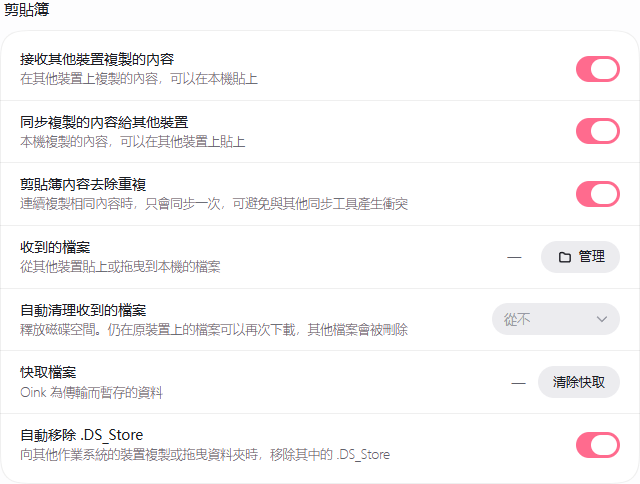 剪貼簿
接收其他裝置複製的內容
在其他裝置上複製的內容，可以在本機貼上
同步複製的內容給其他裝置
本機複製的內容，可以在其他裝置上貼上
剪貼簿內容去除重複
連續複製相同內容時，只會同步一次，可避免與其他同步工具產生衝突
收到的檔案
從其他裝置貼上或拖曳到本機的檔案
— 管理
自動清理收到的檔案
釋放磁碟空間。仍在原裝置上的檔案可以再次下載，其他檔案會被刪除
從不
快取檔案
Oink 為傳輸而暫存的資料
— 清除快取
自動移除 .DS_Store
向其他作業系統的裝置複製或拖曳資料夾時，移除其中的 .DS_Store